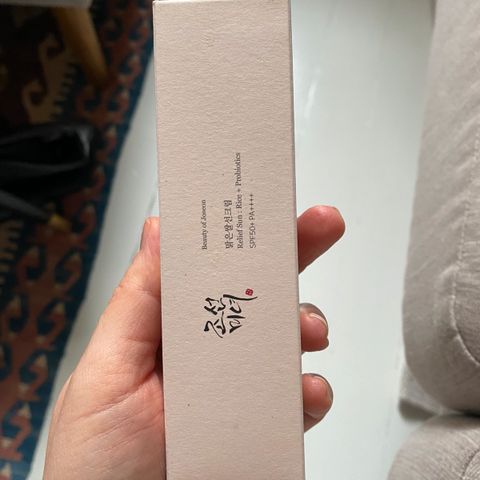 Beauty of Joseon
맑은쌀선크림
Relief Sun : Rice + Probiotics
SPF50+ PA++++
조선
미녀